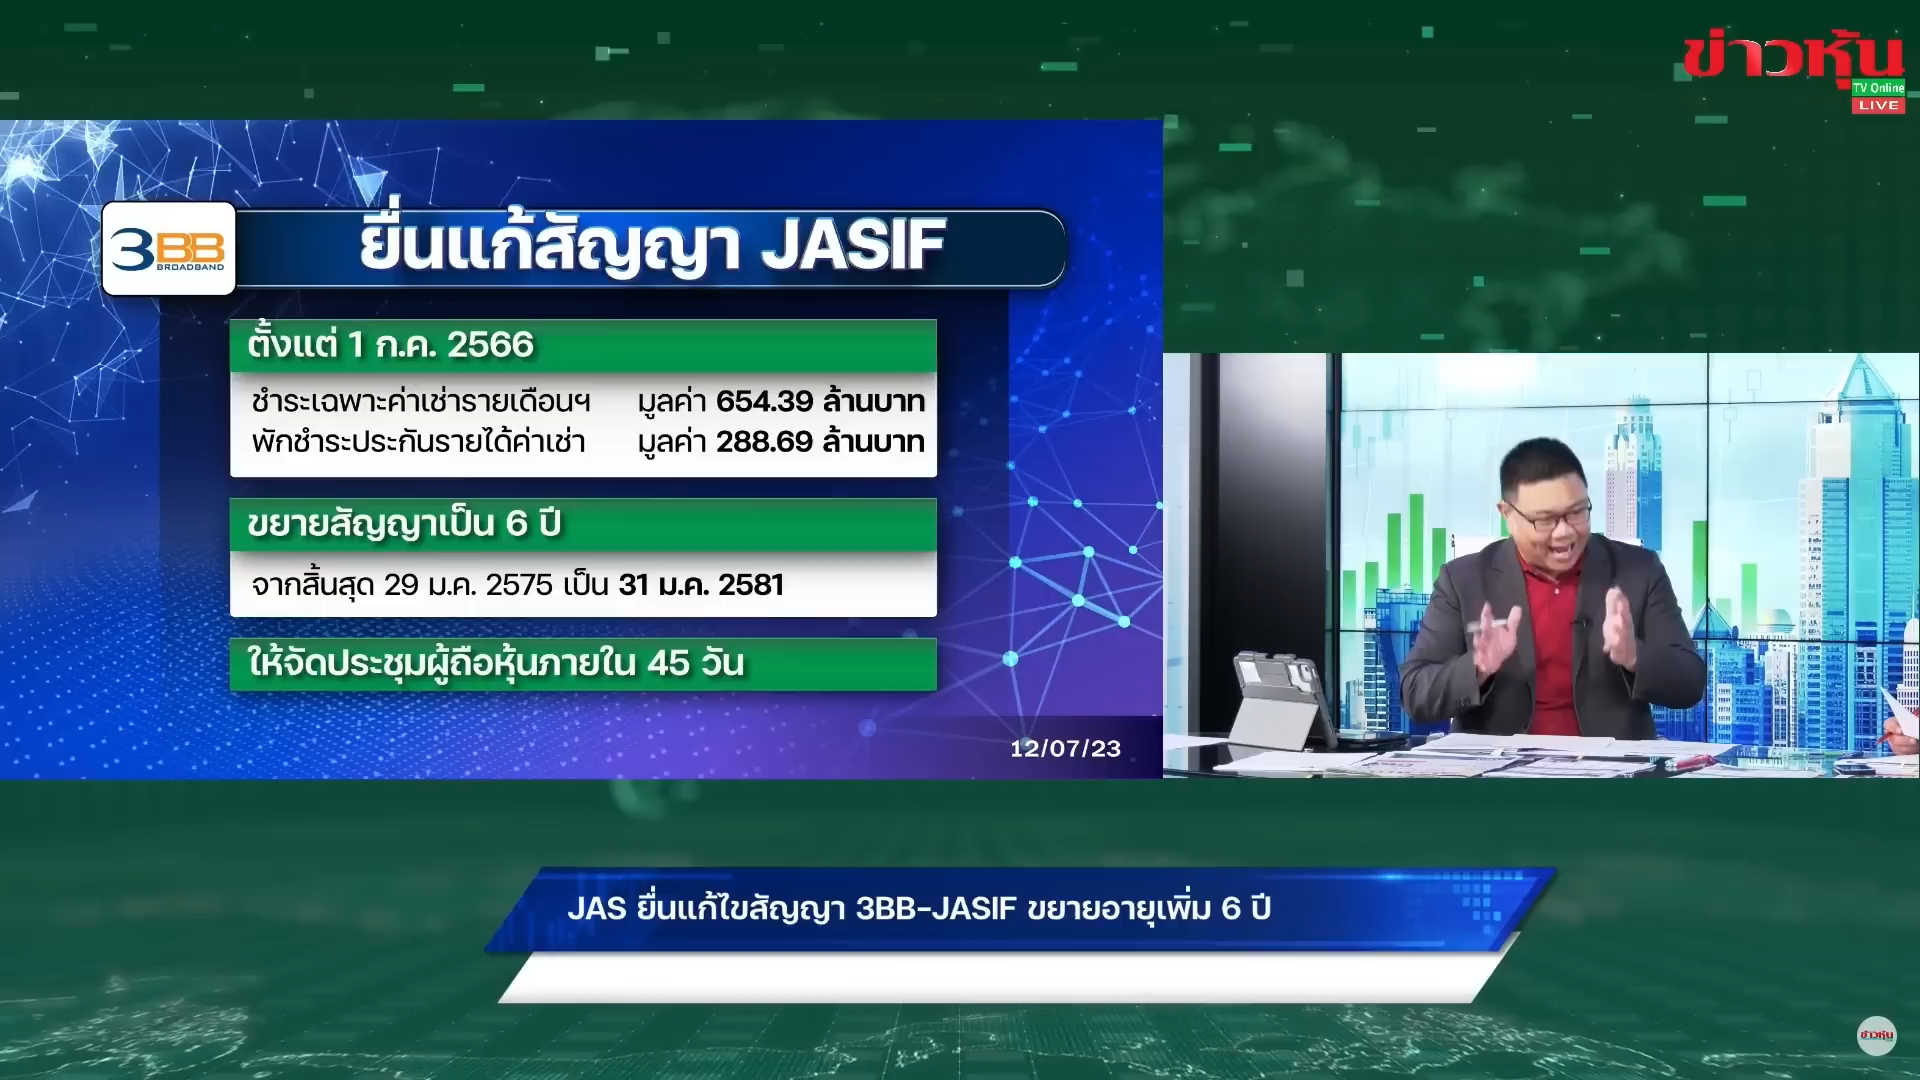 ข่าวหุ้น
TV Online
LIVE
3BB
BROADBAND
ยื่นแก้สัญญา JASIF
ตั้งแต่ 1 ก.ค. 2566
ชำระเฉพาะค่าเช่ารายเดือนฯ มูลค่า 654.39 ล้านบาท
พักชำระประกันรายได้ค่าเช่า มูลค่า 288.69 ล้านบาท
ขยายสัญญาเป็น 6 ปี
จากสิ้นสุด 29 ม.ค. 2575 เป็น 31 ม.ค. 2581
ให้จัดประชุมผู้ถือหุ้นภายใน 45 วัน
12/07/23
JAS ยื่นแก้ไขสัญญา 3BB-JASIF ขยายอายุเพิ่ม 6 ปี
ข่าวหุ้น